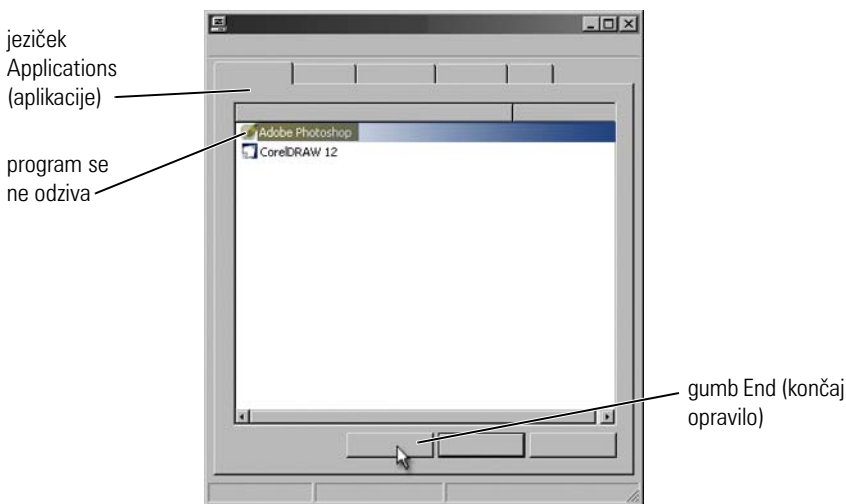 jeziček
Applications
(aplikacije)
Adobe Photoshop
CorelDRAW 12
program se
ne odziva
gumb End (končaj
opravilo)